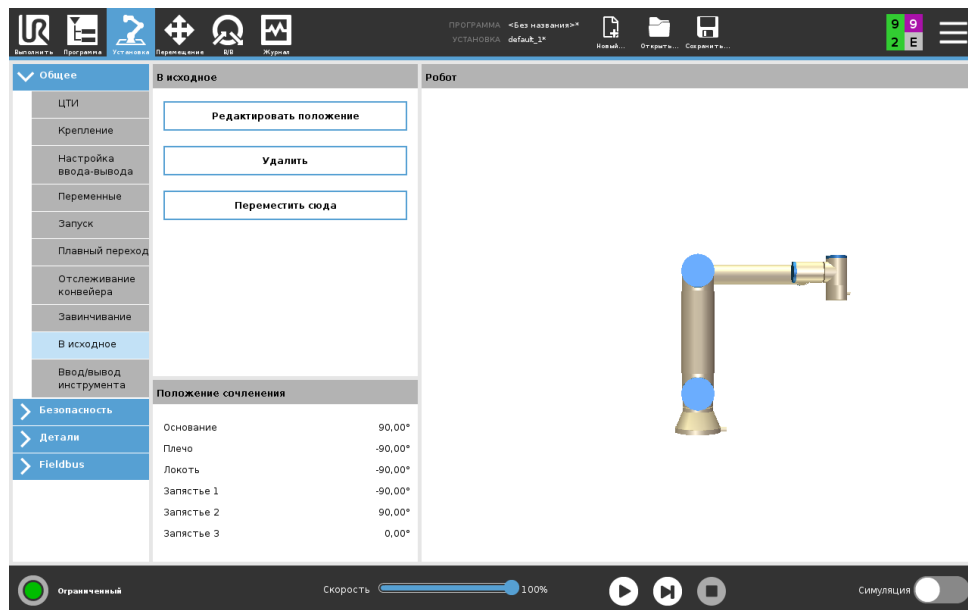 ПРОГРАММА <Без названия>*
УСТАНОВКА default_1*
Выполнить Программа Установка Перемещения В/В Журнал
Новый... Открыть... Сохранить...
9 9
2 E
Общее
ЦТИ
Крепление
Настройка
ввода-вывода
Переменные
Запуск
Плавный переход
Отслеживание
конвейера
Завинчивание
В исходное
Ввод/вывод
инструмента
Безопасность
Детали
Fieldbus
В исходное
Редактировать положение
Удалить
Переместить сюда
Положение сочленения
Основание 90,00°
Плечо -90,00°
Локоть -90,00°
Запястье 1 -90,00°
Запястье 2 90,00°
Запястье 3 0,00°
Робот
Ограниченный
Скорость 100%
Симуляция